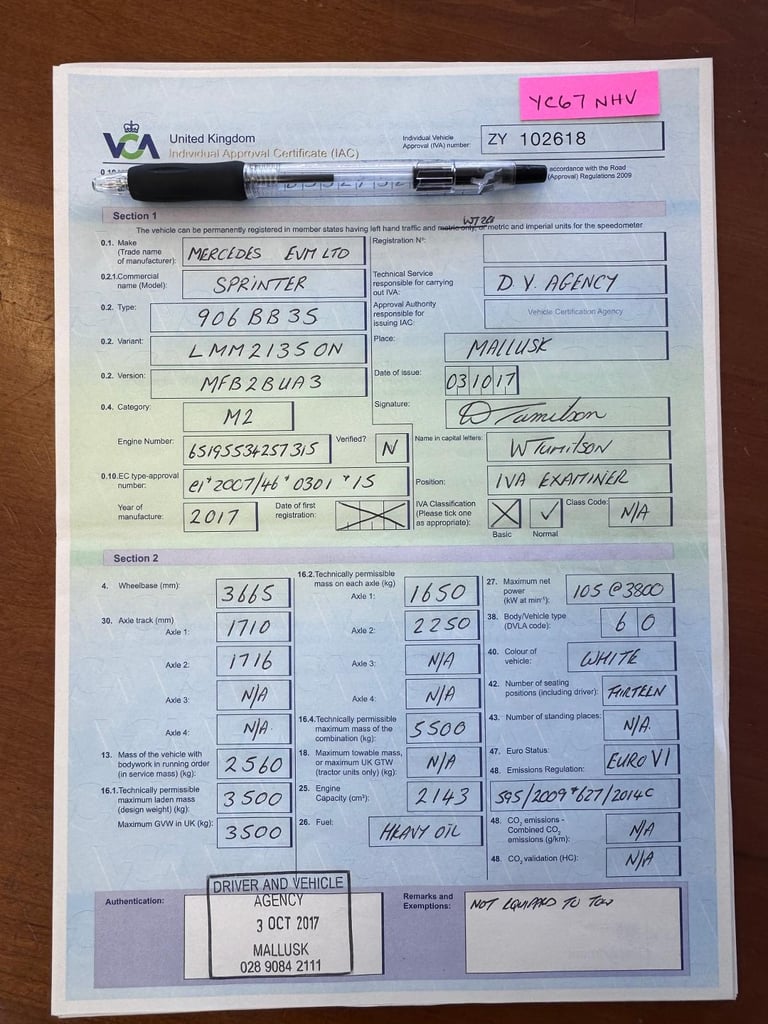 YC67 NHV
VCA
United Kingdom
Individual Approval Certificate (IAC)
Individual Vehicle Approval (IVA) number:
ZY 102618
accordance with the Road
(Approval) Regulations 2009
Section 1
The vehicle can be permanently registered in member states having left hand traffic and metric only, or metric and imperial units for the speedometer
0.1. Make (Trade name of manufacturer): MERCEDES EVM LTD
Registration Nº:
0.2.1.Commercial name (Model): SPRINTER
Technical Service responsible for carrying out IVA: D.V. AGENCY
0.2. Type: 906 BB 35
Approval Authority responsible for issuing IAC: Vehicle Certification Agency
0.2. Variant: LMM2135ON
Place: MALLUSK
0.2. Version: MFB2BUA3
Date of issue: 031017
0.4. Category: M2
Signature: W Tumilson
Engine Number: 65195534257315
Verified? N
Name in capital letters: W TUMILSON
0.10.EC type-approval number: e1*2007/46*0301*15
Position: IVA EXAMINER
Year of manufacture: 2017
Date of first registration:
IVA Classification (Please tick one as appropriate):
Basic
Normal
Class Code: N/A
Section 2
4. Wheelbase (mm): 3665
16.2.Technically permissible mass on each axle (kg)
Axle 1: 1650
27. Maximum net power (kW at min⁻¹): 105 @ 3800
30. Axle track (mm)
Axle 1: 1710
Axle 2: 2250
38. Body/Vehicle type (DVLA code): 60
Axle 2: 1716
Axle 3: N/A
40. Colour of vehicle: WHITE
Axle 3: N/A
Axle 4: N/A
42. Number of seating positions (including driver): THIRTEEN
Axle 4: N/A
16.4.Technically permissible maximum mass of the combination (kg): 5500
43. Number of standing places: N/A
13. Mass of the vehicle with bodywork in running order (in service mass) (kg): 2560
18. Maximum towable mass, or maximum UK GTW (tractor units only) (kg): N/A
47. Euro Status: EURO VI
48. Emissions Regulation:
595/2009*627/2014C
16.1.Technically permissible maximum laden mass (design weight) (kg): 3500
25. Engine Capacity (cm³): 2143
Maximum GVW in UK (kg): 3500
26. Fuel: HEAVY OIL
48. CO₂ emissions - Combined CO₂ emissions (g/km): N/A
48. CO₂ validation (HC): N/A
Authentication:
DRIVER AND VEHICLE
AGENCY
3 OCT 2017
MALLUSK
028 9084 2111
Remarks and Exemptions:
NOT EQUIPPED TO TOW